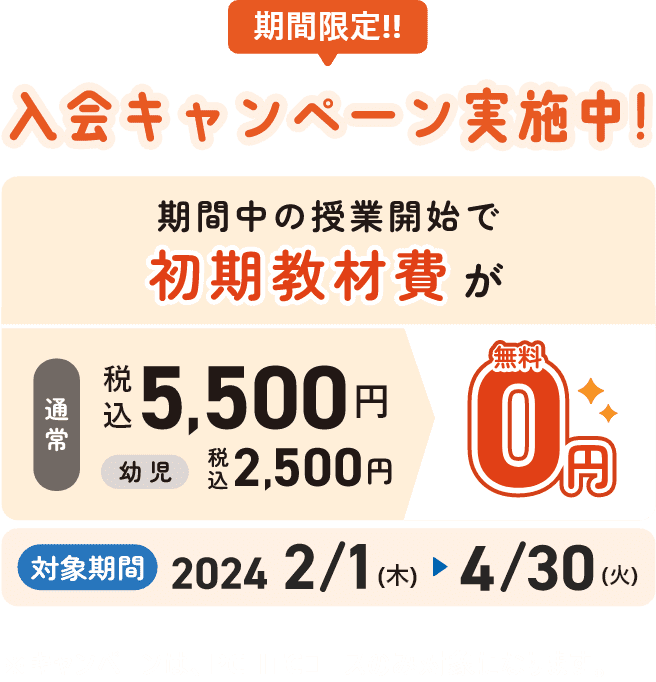 期間限定!!
入会キャンペーン実施中!
期間中の授業開始で
初期教材費が
通常
税込5,500円
幼児 税込2,500円
無料
0円
対象期間 2024 2/1(木) 4/30(火)